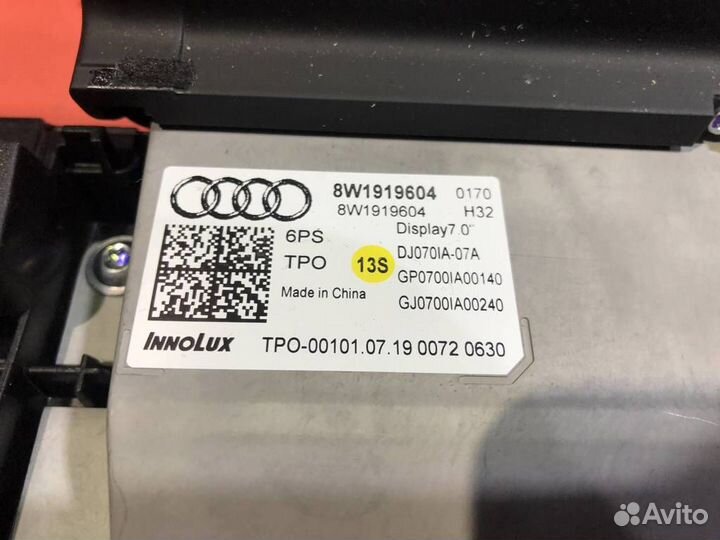 8W1919604 0170
8W1919604 H32
Display7.0"
6PS
DJ070IA-07A
TPO
13S
GP0700IA00140
Made in China
GJ0700IA00240
INNOLUX
TPO-00101.07.19 0072 0630
Avito